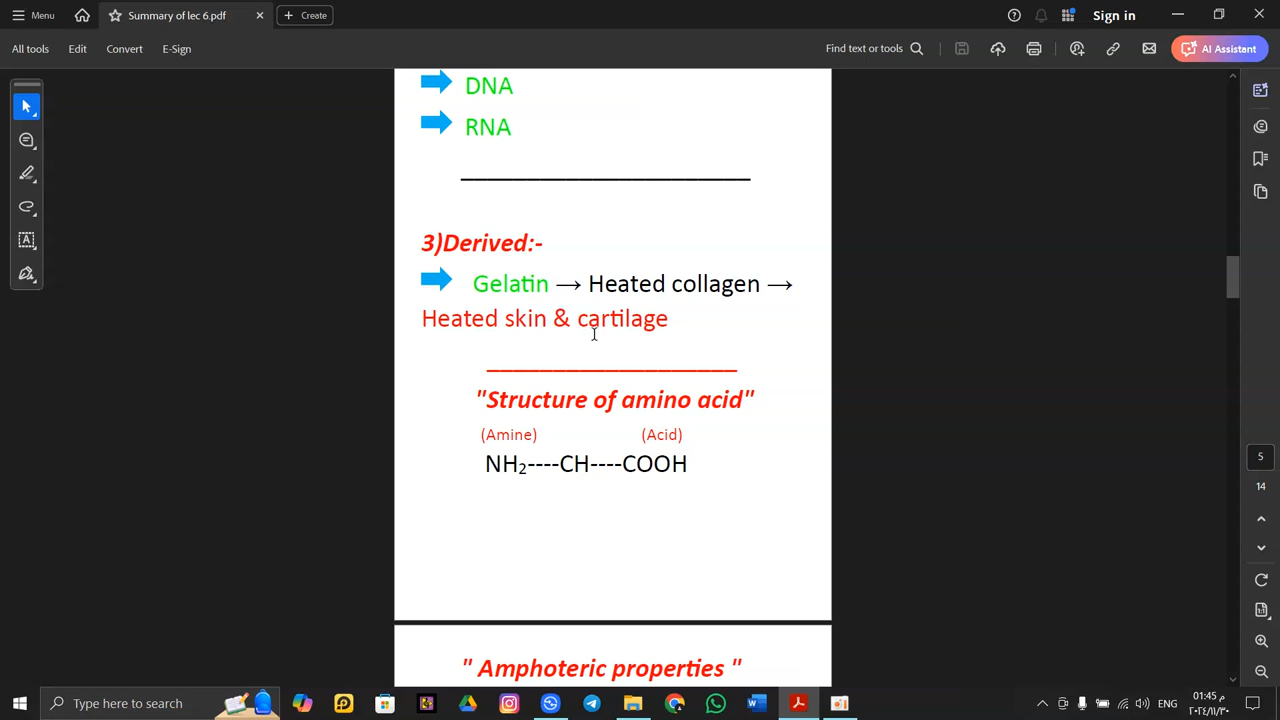 Menu
Summary of lec 6.pdf
Create
Sign in
All tools
Edit
Convert
E-Sign
Find text or tools
AI Assistant
DNA
RNA
______________________
3)Derived:-
Gelatin → Heated collagen →
Heated skin & cartilage
___________________
"Structure of amino acid"
(Amine) (Acid)
NH₂----CH----COOH
" Amphoteric properties "
5
14
Type here to search
ENG
01:45 م